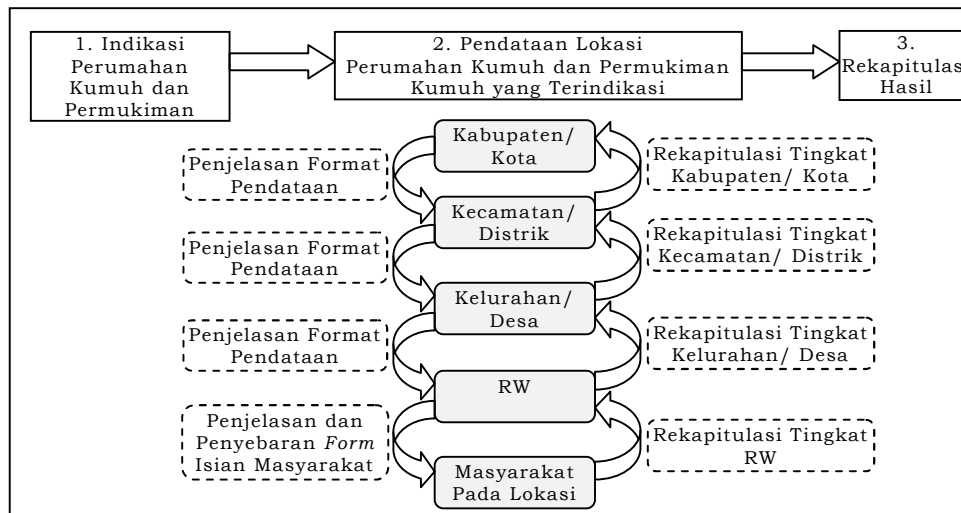 1. Indikasi
Perumahan
Kumuh dan
Permukiman
2. Pendataan Lokasi
Perumahan Kumuh dan Permukiman
Kumuh yang Terindikasi
3.
Rekapitulas
Hasil
Kabupaten/
Kota
Penjelasan Format
Pendataan
Rekapitulasi Tingkat
Kabupaten/ Kota
Kecamatan/
Distrik
Penjelasan Format
Pendataan
Rekapitulasi Tingkat
Kecamatan/ Distrik
Kelurahan/
Desa
Penjelasan Format
Pendataan
Rekapitulasi Tingkat
Kelurahan/ Desa
RW
Penjelasan dan
Penyebaran Form
Isian Masyarakat
Rekapitulasi Tingkat
RW
Masyarakat
Pada Lokasi